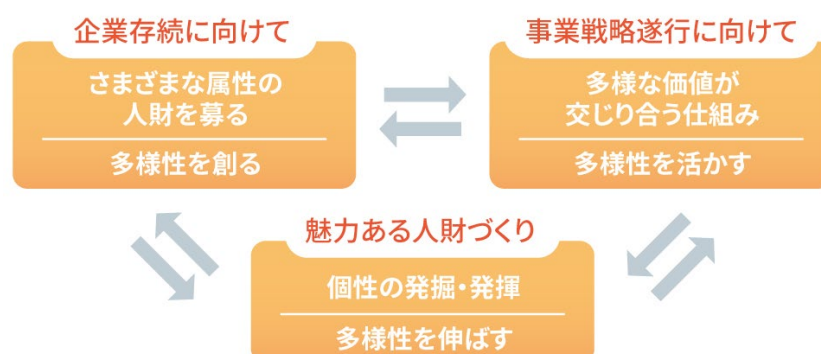 企業存続に向けて
さまざまな属性の
人財を募る
多様性を創る
事業戦略遂行に向けて
多様な価値が
交じり合う仕組み
多様性を活かす
魅力ある人財づくり
個性の発掘・発揮
多様性を伸ばす